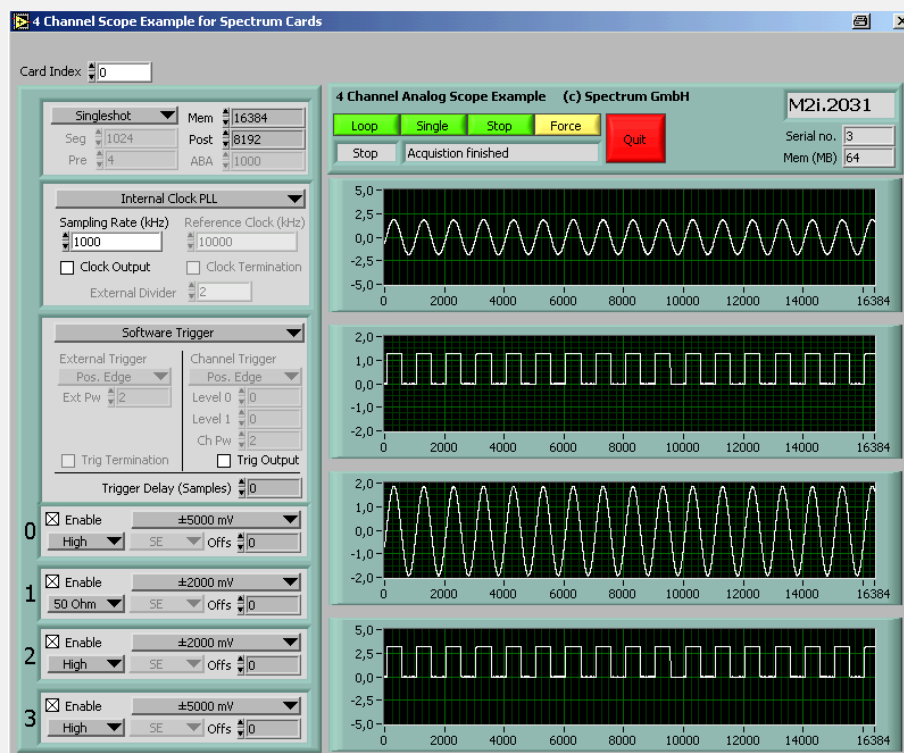 4 Channel Scope Example for Spectrum Cards
Card Index 0
Singleshot Mem 16384
Seg 1024 Post 8192
Pre 4 ABA 1000
Internal Clock PLL
Sampling Rate (kHz) Reference Clock (kHz)
1000 10000
Clock Output Clock Termination
External Divider 2
Software Trigger
External Trigger Channel Trigger
Pos. Edge Pos. Edge
Ext Pw 2 Level 0 0
Level 1 0
Ch Pw 2
Trig Termination Trig Output
Trigger Delay (Samples) 0
0 Enable ±5000 mV
High SE Offs 0
1 Enable ±2000 mV
50 Ohm SE Offs 0
2 Enable ±2000 mV
High SE Offs 0
3 Enable ±5000 mV
High SE Offs 0
4 Channel Analog Scope Example (c) Spectrum GmbH
Loop Single Stop Force Quit
Stop Acquistion finished
M2i.2031
Serial no. 3
Mem (MB) 64
5,0
2,5
0,0
-2,5
-5,0
0 2000 4000 6000 8000 10000 12000 14000 16384
2,0
1,0
0,0
-1,0
-2,0
0 2000 4000 6000 8000 10000 12000 14000 16384
2,0
1,0
0,0
-1,0
-2,0
0 2000 4000 6000 8000 10000 12000 14000 16384
5,0
2,5
0,0
-2,5
-5,0
0 2000 4000 6000 8000 10000 12000 14000 16384